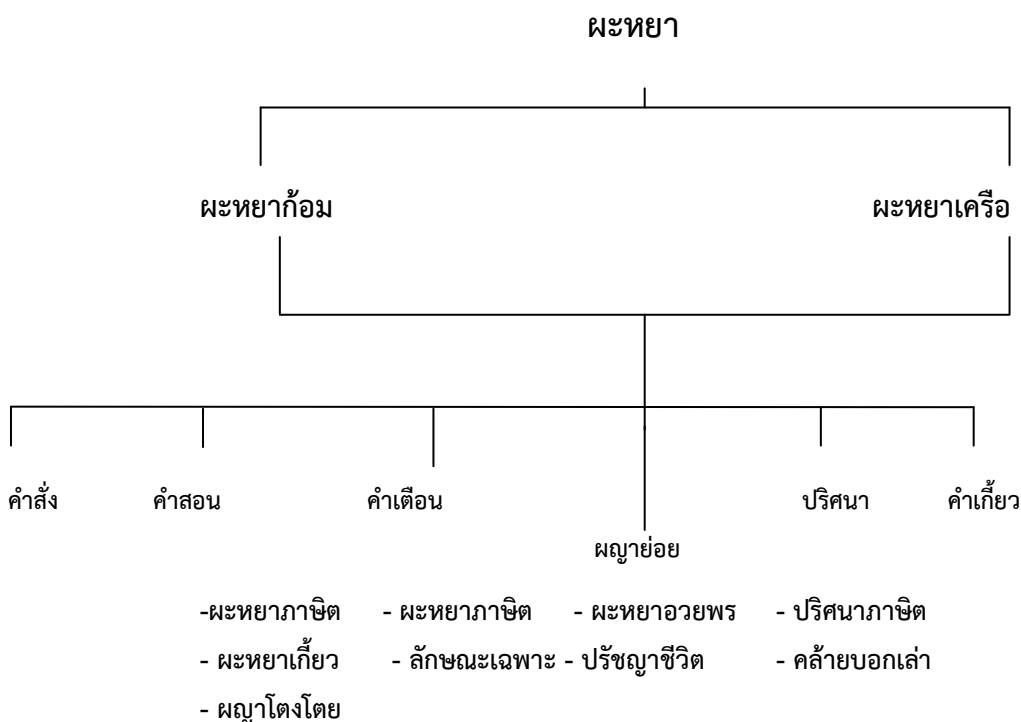 ผะหยา
ผะหยาก้อม ผะหยาเครือ
คำสั่ง คำสอน คำเตือน ปริศนา คำเกี้ยว
ผญาย่อย
-ผะหยาภาษิต - ผะหยาภาษิต - ผะหยาอวยพร - ปริศนาภาษิต
- ผะหยาเกี้ยว - ลักษณะเฉพาะ - ปรัชญาชีวิต - คล้ายบอกเล่า
- ผญาโตงโตย